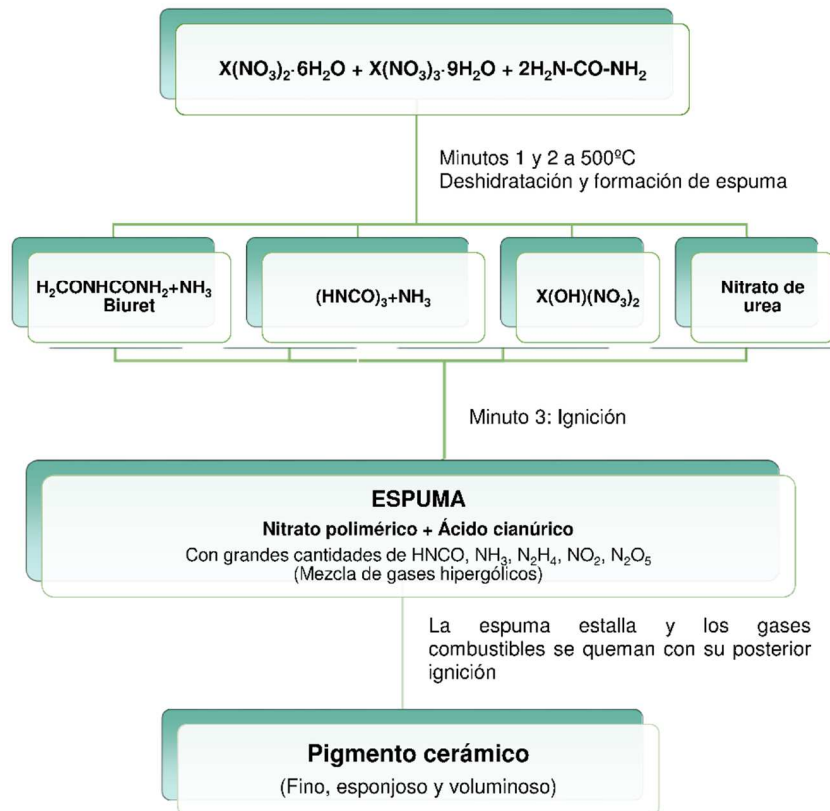 X(NO₃)₂·6H₂O + X(NO₃)₃·9H₂O + 2H₂N-CO-NH₂
Minutos 1 y 2 a 500ºC
Deshidratación y formación de espuma
H₂CONHCONH₂+NH₃
Biuret
(HNCO)₃+NH₃
X(OH)(NO₃)₂
Nitrato de
urea
Minuto 3: Ignición
ESPUMA
Nitrato polimérico + Ácido cianúrico
Con grandes cantidades de HNCO, NH₃, N₂H₄, NO₂, N₂O₅
(Mezcla de gases hipergólicos)
La espuma estalla y los gases
combustibles se queman con su posterior
ignición
Pigmento cerámico
(Fino, esponjoso y voluminoso)